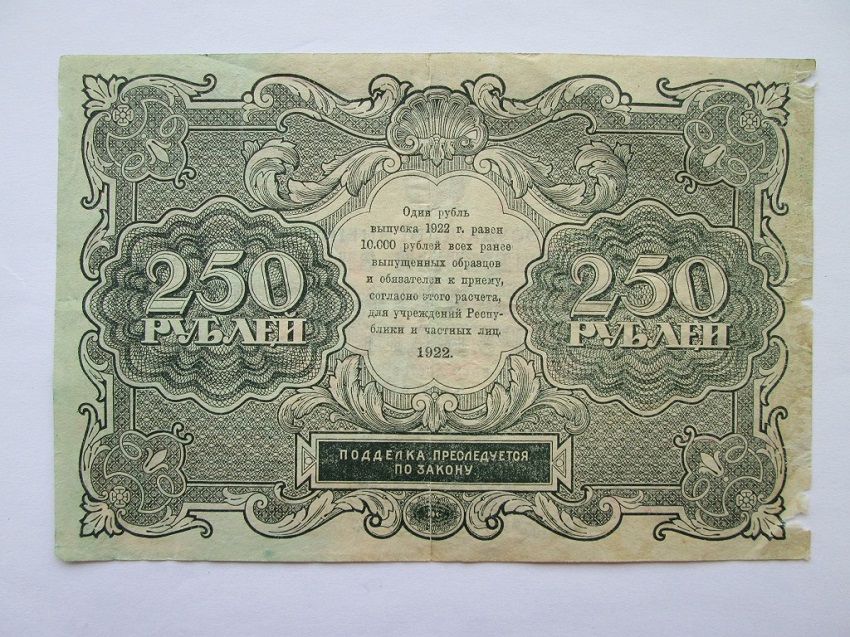 Один рубль
выпуска 1922 г. равен
10.000 рублей всех ранее
выпущенных образцов
и обязателен к приему,
согласно этого расчета,
для учреждений Респу-
блики и частных лиц.
1922.
250
РУБЛЕЙ
250
РУБЛЕЙ
ПОДДЕЛКА ПРЕСЛЕДУЕТСЯ
ПО ЗАКОНУ